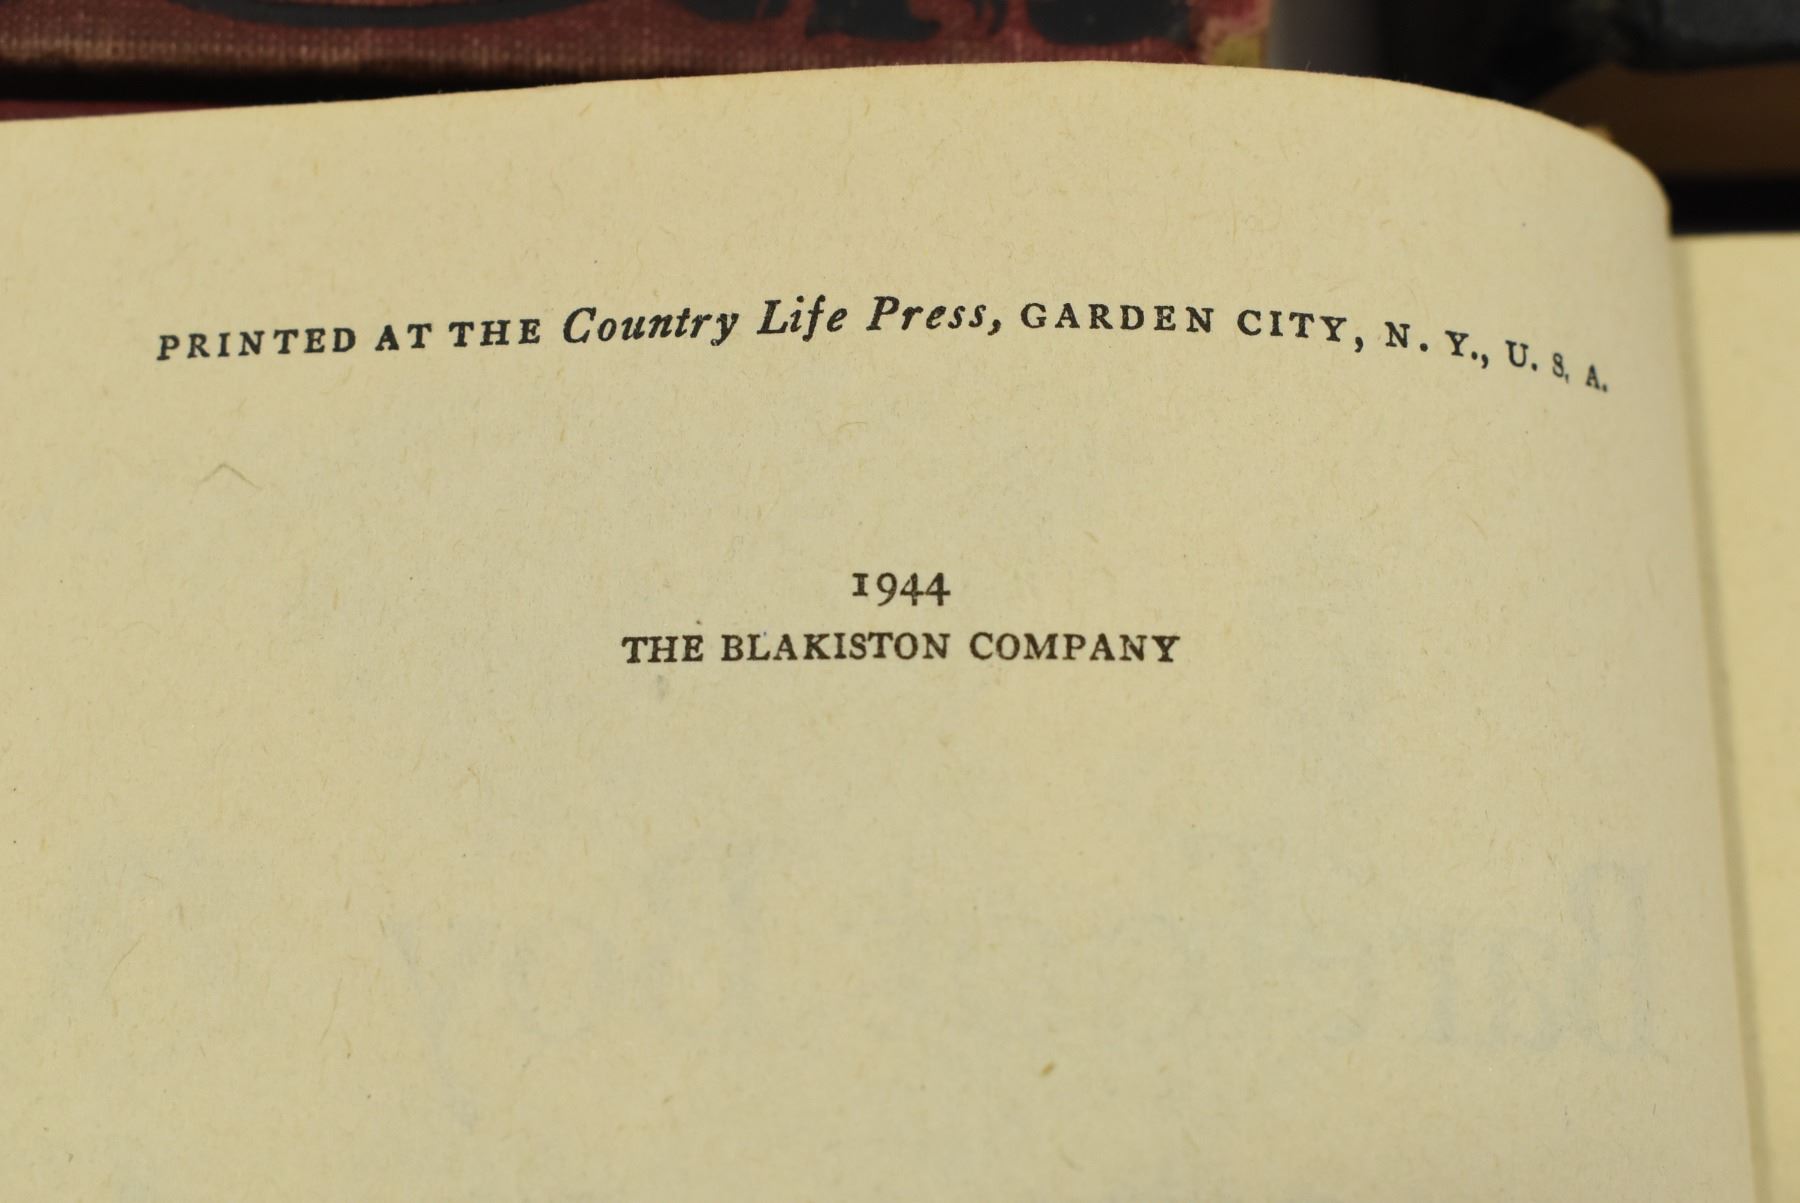 PRINTED AT THE Country Life Press, GARDEN CITY, N. Y., U. S. A.
1944
THE BLAKISTON COMPANY